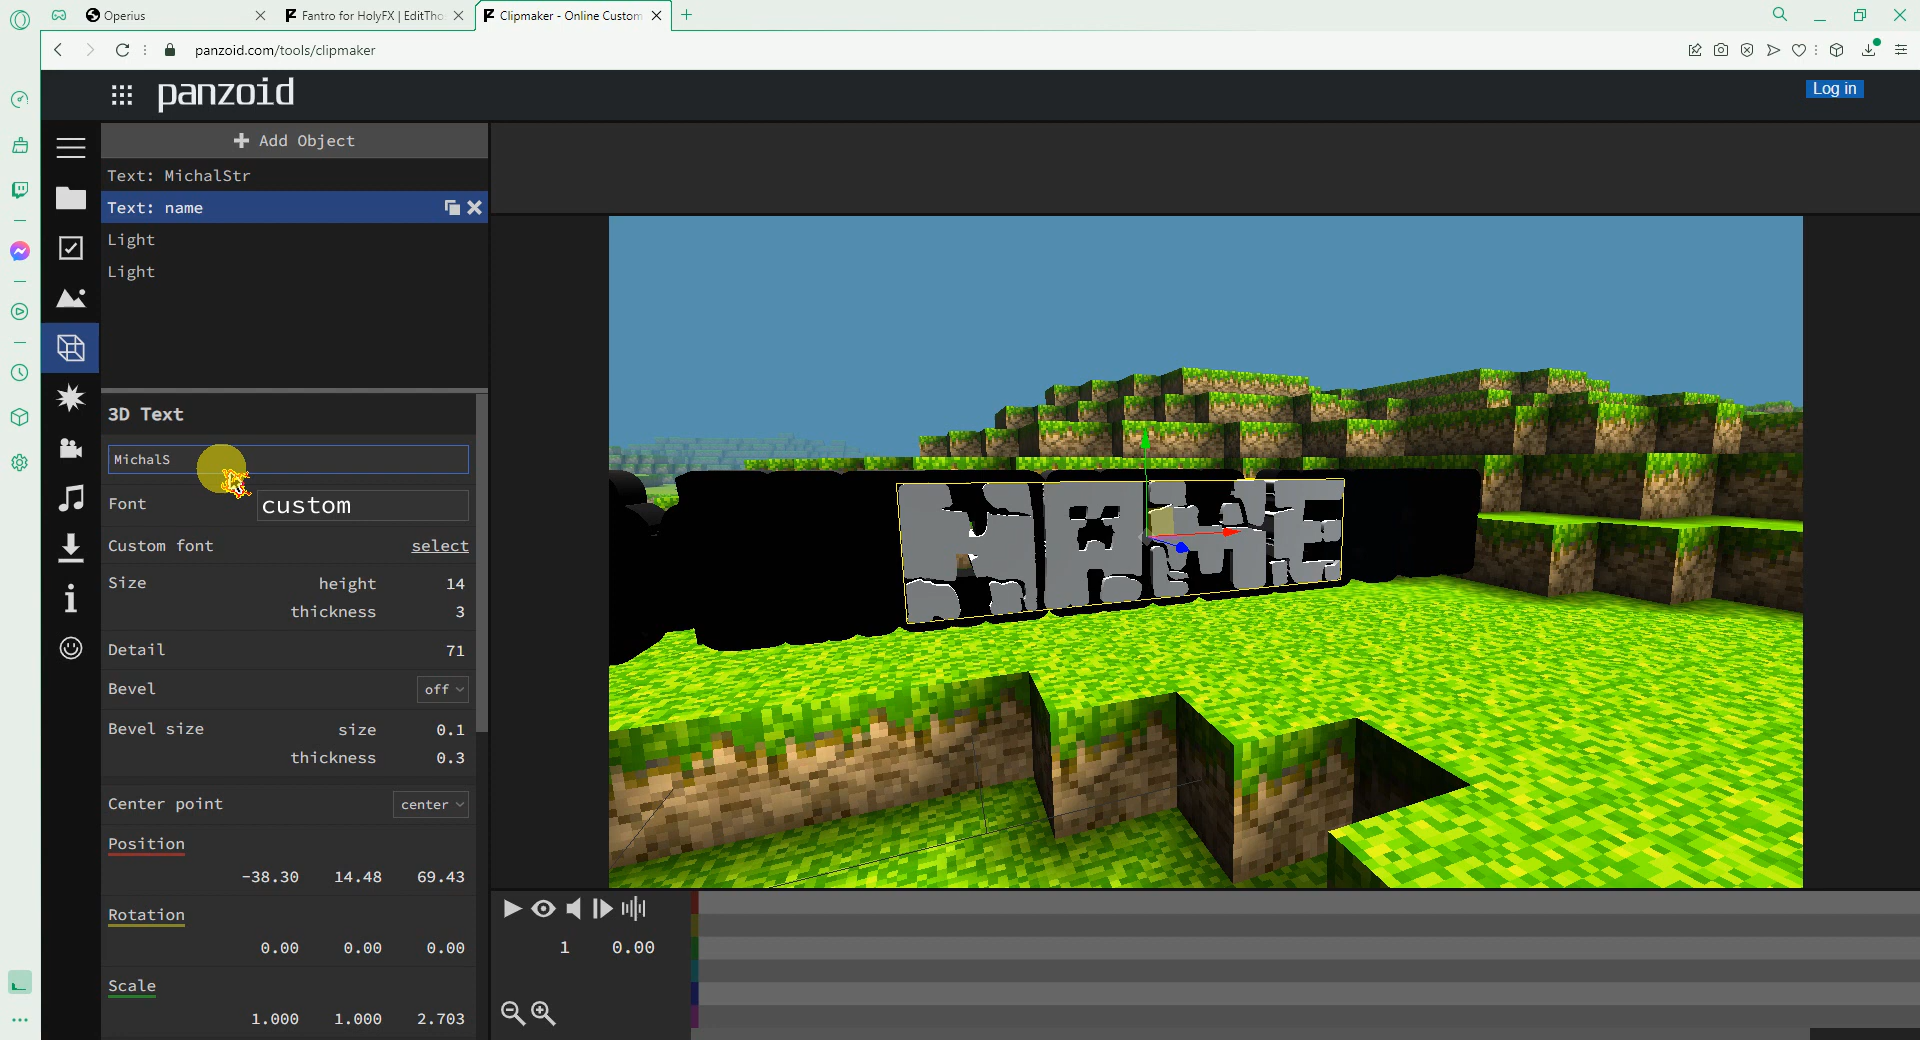 Operius
Fantro for HolyFX | EditTho
Clipmaker - Online Custom
panzoid.com/tools/clipmaker
panzoid
Log in
Add Object
Text: MichalStr
Text: name
Light
Light
3D Text
MichalS
Font custom
Custom font select
Size height 14
thickness 3
Detail 71
Bevel off
Bevel size size 0.1
thickness 0.3
Center point center
Position
-38.30 14.48 69.43
Rotation
0.00 0.00 0.00
Scale
1.000 1.000 2.703
NAME
1 0.00